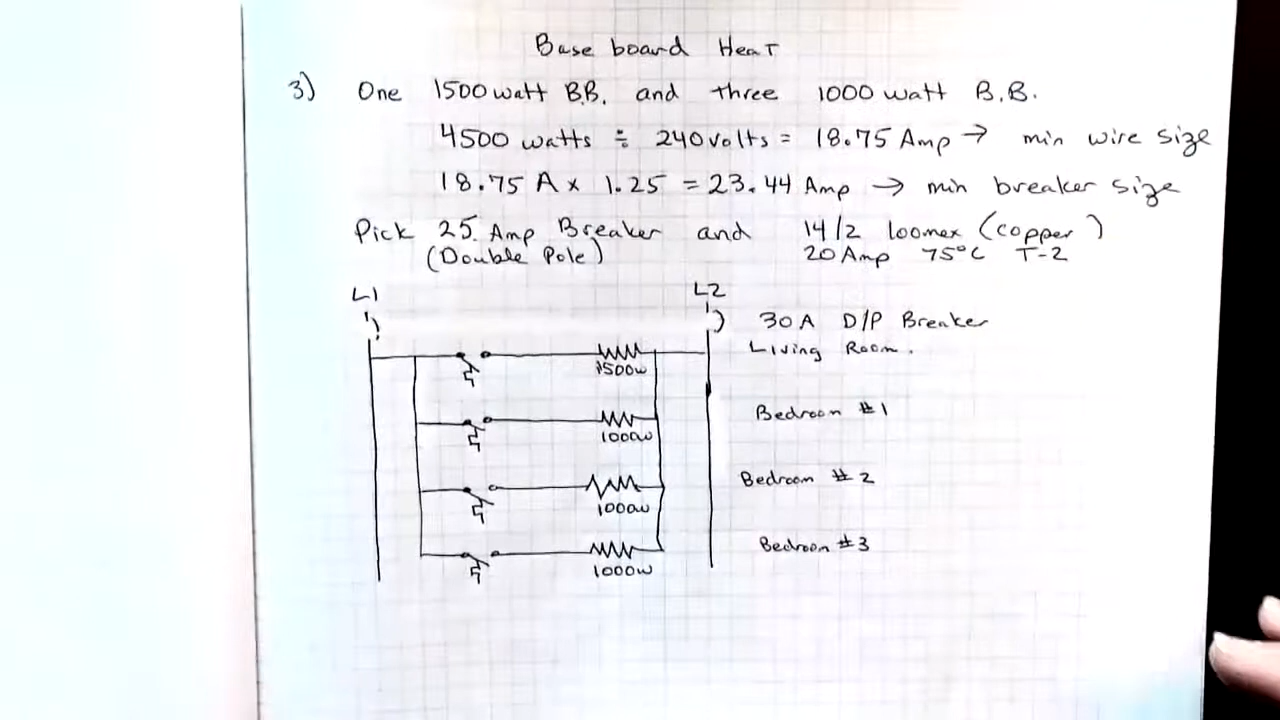 Base board Heat
3) One 1500 watt B.B. and three 1000 watt B.B.
4500 watts ÷ 240 volts = 18.75 Amp → min wire size
18.75 A x 1.25 = 23.44 Amp → min breaker size
Pick 25 Amp Breaker and 14/2 loomex (copper)
(Double Pole) 20 Amp 75°C T-2
L1 L2
30A D/P Breaker
Living Room.
1500w
Bedroom #1
1000w
Bedroom #2
1000w
Bedroom #3
1000w